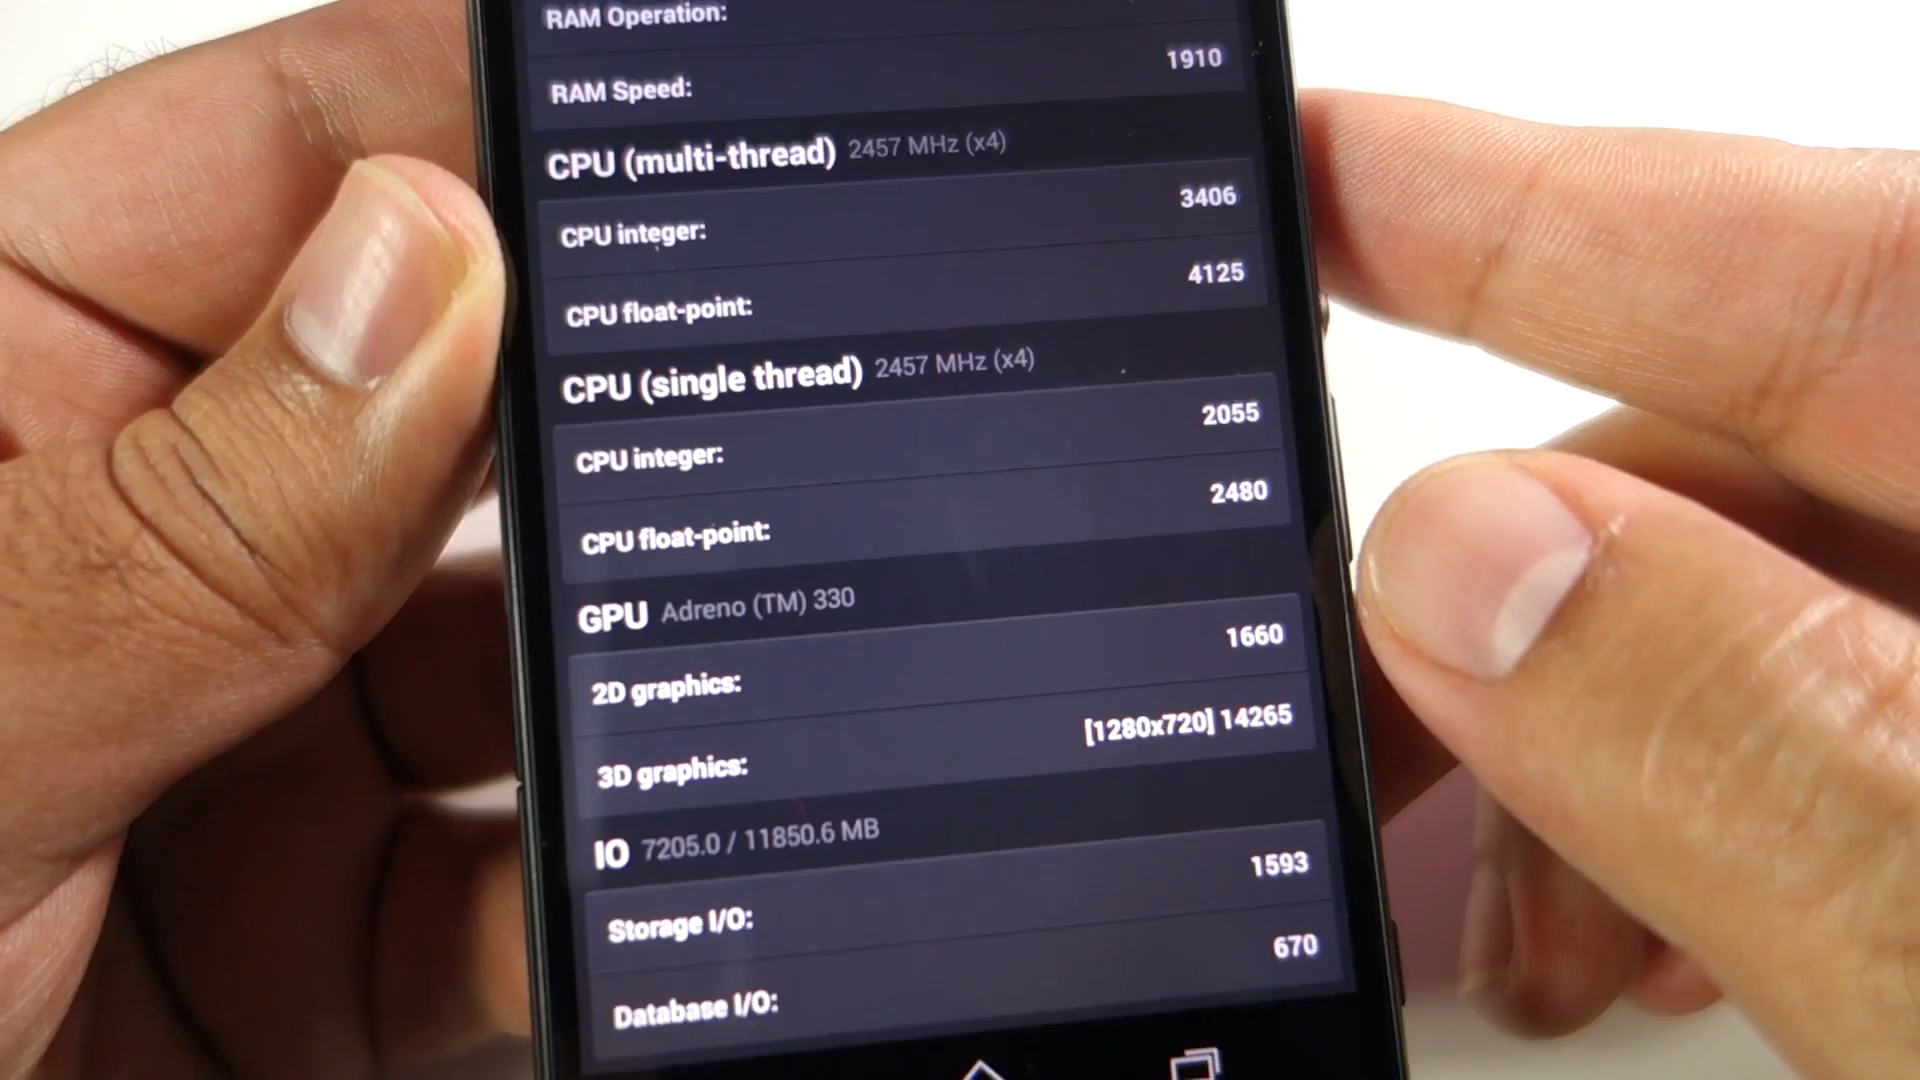 RAM Operation:
RAM Speed: 1910
CPU (multi-thread) 2457 MHz (x4)
CPU integer: 3406
CPU float-point: 4125
CPU (single thread) 2457 MHz (x4)
CPU integer: 2055
CPU float-point: 2480
GPU Adreno (TM) 330
2D graphics: 1660
3D graphics: [1280x720] 14265
IO 7205.0 / 11850.6 MB
Storage I/O: 1593
Database I/O: 670